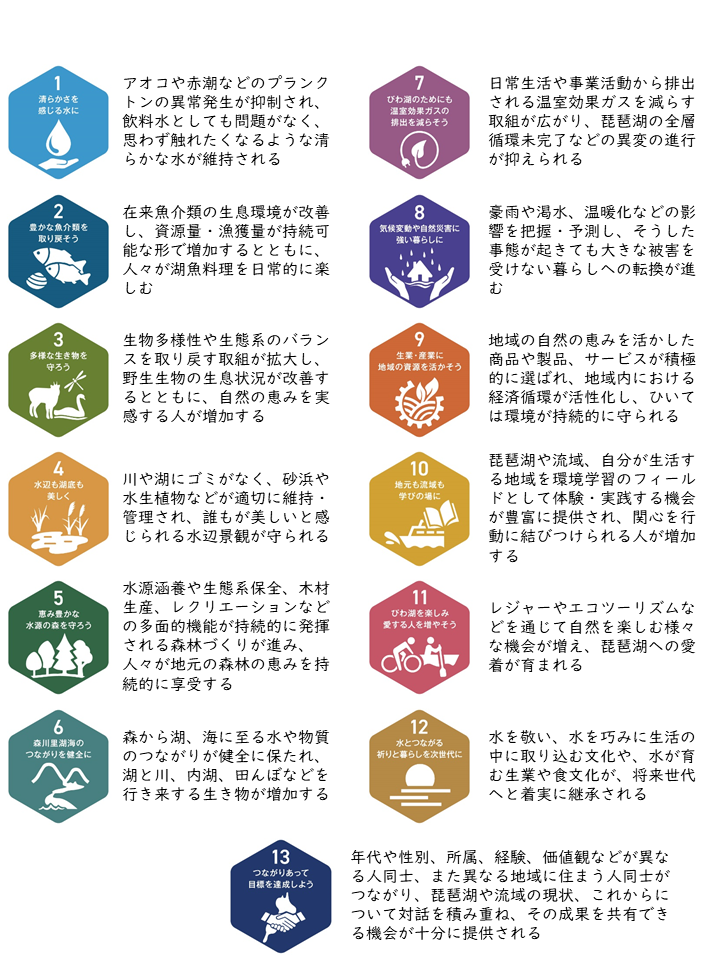 1
清らかさを
感じる水に
アオコや赤潮などのプランク
トンの異常発生が抑制され、
飲料水としても問題がなく、
思わず触れたくなるような清
らかな水が維持される
2
豊かな魚介類を
取り戻そう
在来魚介類の生息環境が改善
し、資源量・漁獲量が持続可
能な形で増加するとともに、
人々が湖魚料理を日常的に楽
しむ
3
多様な生き物を
守ろう
生物多様性や生態系のバラン
スを取り戻す取組が拡大し、
野生生物の生息状況が改善す
るとともに、自然の恵みを実
感する人が増加する
4
水辺も湖底も
美しく
川や湖にゴミがなく、砂浜や
水生植物などが適切に維持・
管理され、誰もが美しいと感
じられる水辺景観が守られる
5
恵み豊かな
水源の森を守ろう
水源涵養や生態系保全、木材
生産、レクリエーションなど
の多面的機能が持続的に発揮
される森林づくりが進み、
人々が地元の森林の恵みを持
続的に享受する
6
森川里湖海の
つながりを健全に
森から湖、海に至る水や物質
のつながりが健全に保たれ、
湖と川、内湖、田んぼなどを
行き来する生き物が増加する
7
びわ湖のためにも
温室効果ガスの
排出を減らそう
日常生活や事業活動から排出
される温室効果ガスを減らす
取組が広がり、琵琶湖の全層
循環未完了などの異変の進行
が抑えられる
8
気候変動や自然災害に
強い暮らしに
豪雨や渇水、温暖化などの影
響を把握・予測し、そうした
事態が起きても大きな被害を
受けない暮らしへの転換が進
む
9
生業・産業に
地域の資源を活かそう
地域の自然の恵みを活かした
商品や製品、サービスが積極
的に選ばれ、地域内における
経済循環が活性化し、ひいて
は環境が持続的に守られる
10
地元も流域も
学びの場に
琵琶湖や流域、自分が生活す
る地域を環境学習のフィール
ドとして体験・実践する機会
が豊富に提供され、関心を行
動に結びつけられる人が増加
する
11
びわ湖を楽しみ
愛する人を増やそう
レジャーやエコツーリズムな
どを通じて自然を楽しむ様々
な機会が増え、琵琶湖への愛
着が育まれる
12
水とつながる
祈りと暮らしを次世代に
水を敬い、水を巧みに生活の
中に取り込む文化や、水が育
む生業や食文化が、将来世代
へと着実に継承される
13
つながりあって
目標を達成しよう
年代や性別、所属、経験、価値観などが異な
る人同士、また異なる地域に住まう人同士が
つながり、琵琶湖や流域の現状、これからに
ついて対話を積み重ね、その成果を共有でき
る機会が十分に提供される